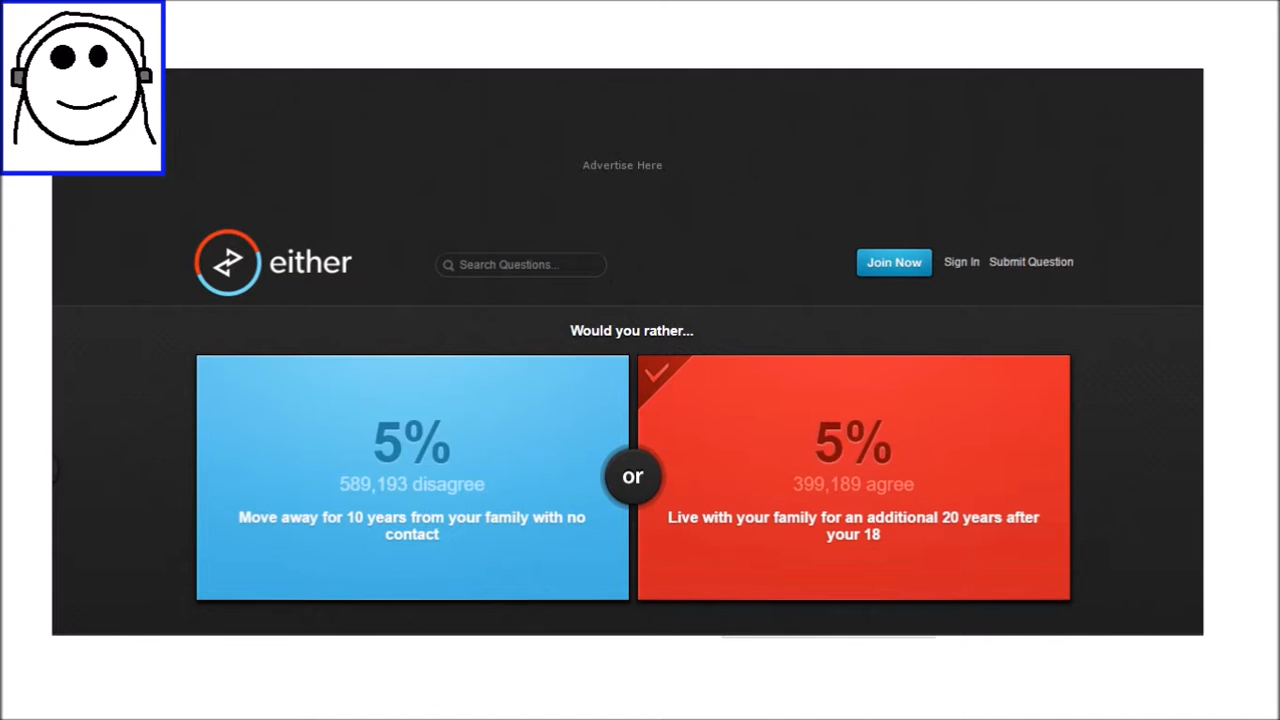 Advertise Here
either
Search Questions...
Join Now Sign In Submit Question
Would you rather...
5%
589,193 disagree
Move away for 10 years from your family with no
contact
or
5%
399,189 agree
Live with your family for an additional 20 years after
your 18